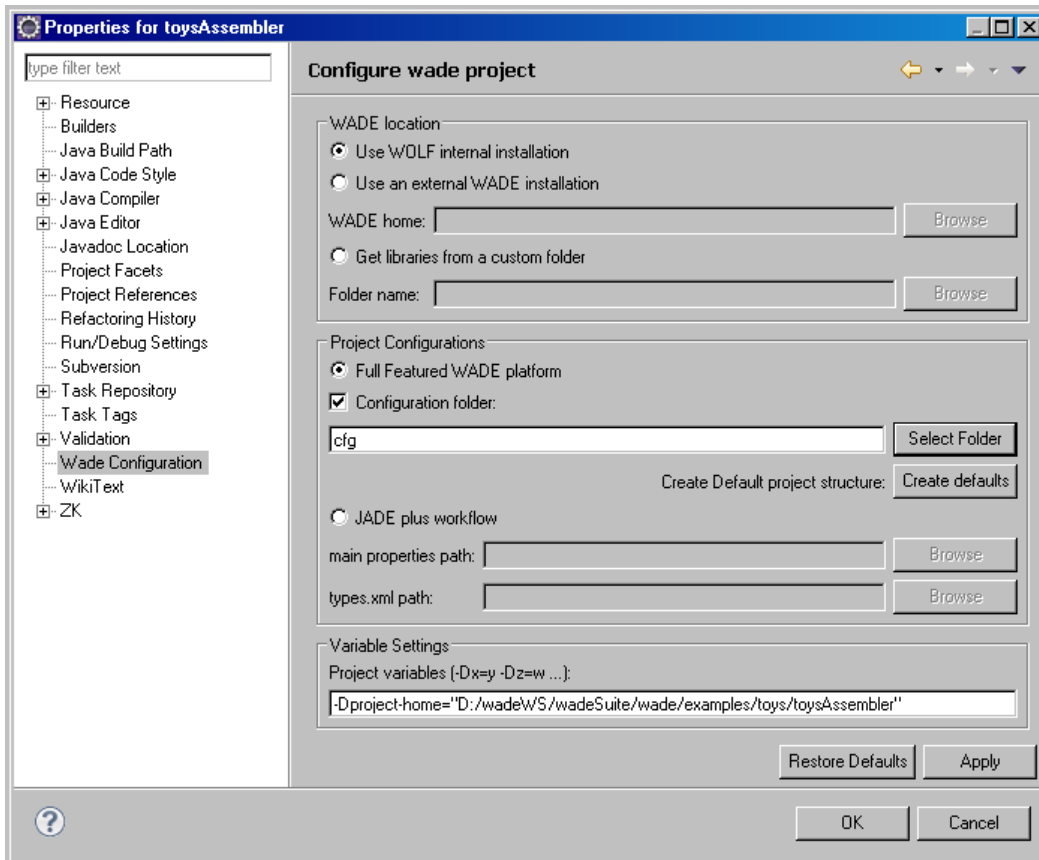 Properties for toysAssembler
type filter text
Resource
Builders
Java Build Path
Java Code Style
Java Compiler
Java Editor
Javadoc Location
Project Facets
Project References
Refactoring History
Run/Debug Settings
Subversion
Task Repository
Task Tags
Validation
Wade Configuration
WikiText
ZK
Configure wade project
WADE location
Use WOLF internal installation
Use an external WADE installation
WADE home: Browse
Get libraries from a custom folder
Folder name: Browse
Project Configurations
Full Featured WADE platform
Configuration folder:
cfg Select Folder
Create Default project structure: Create defaults
JADE plus workflow
main properties path: Browse
types.xml path: Browse
Variable Settings
Project variables (-Dx=y -Dz=w ...):
-Dproject-home="D:/wadeWS/wadeSuite/wade/examples/toys/toysAssembler"
Restore Defaults Apply
? OK Cancel